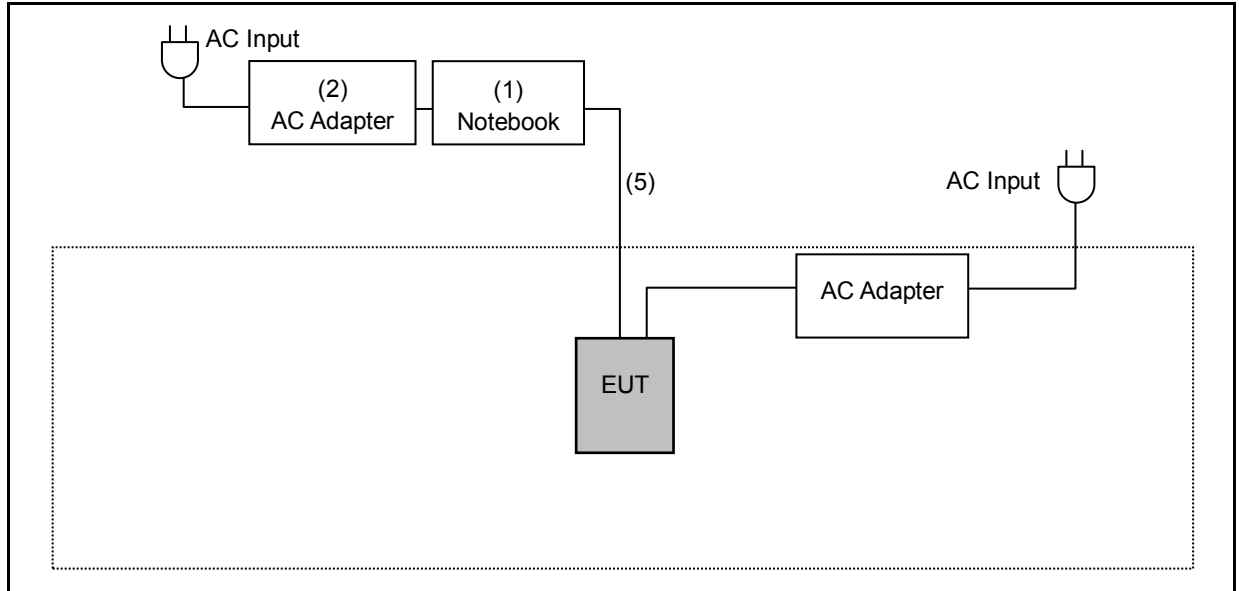 AC Input
(2)
AC Adapter
(1)
Notebook
(5)
AC Input
AC Adapter
EUT